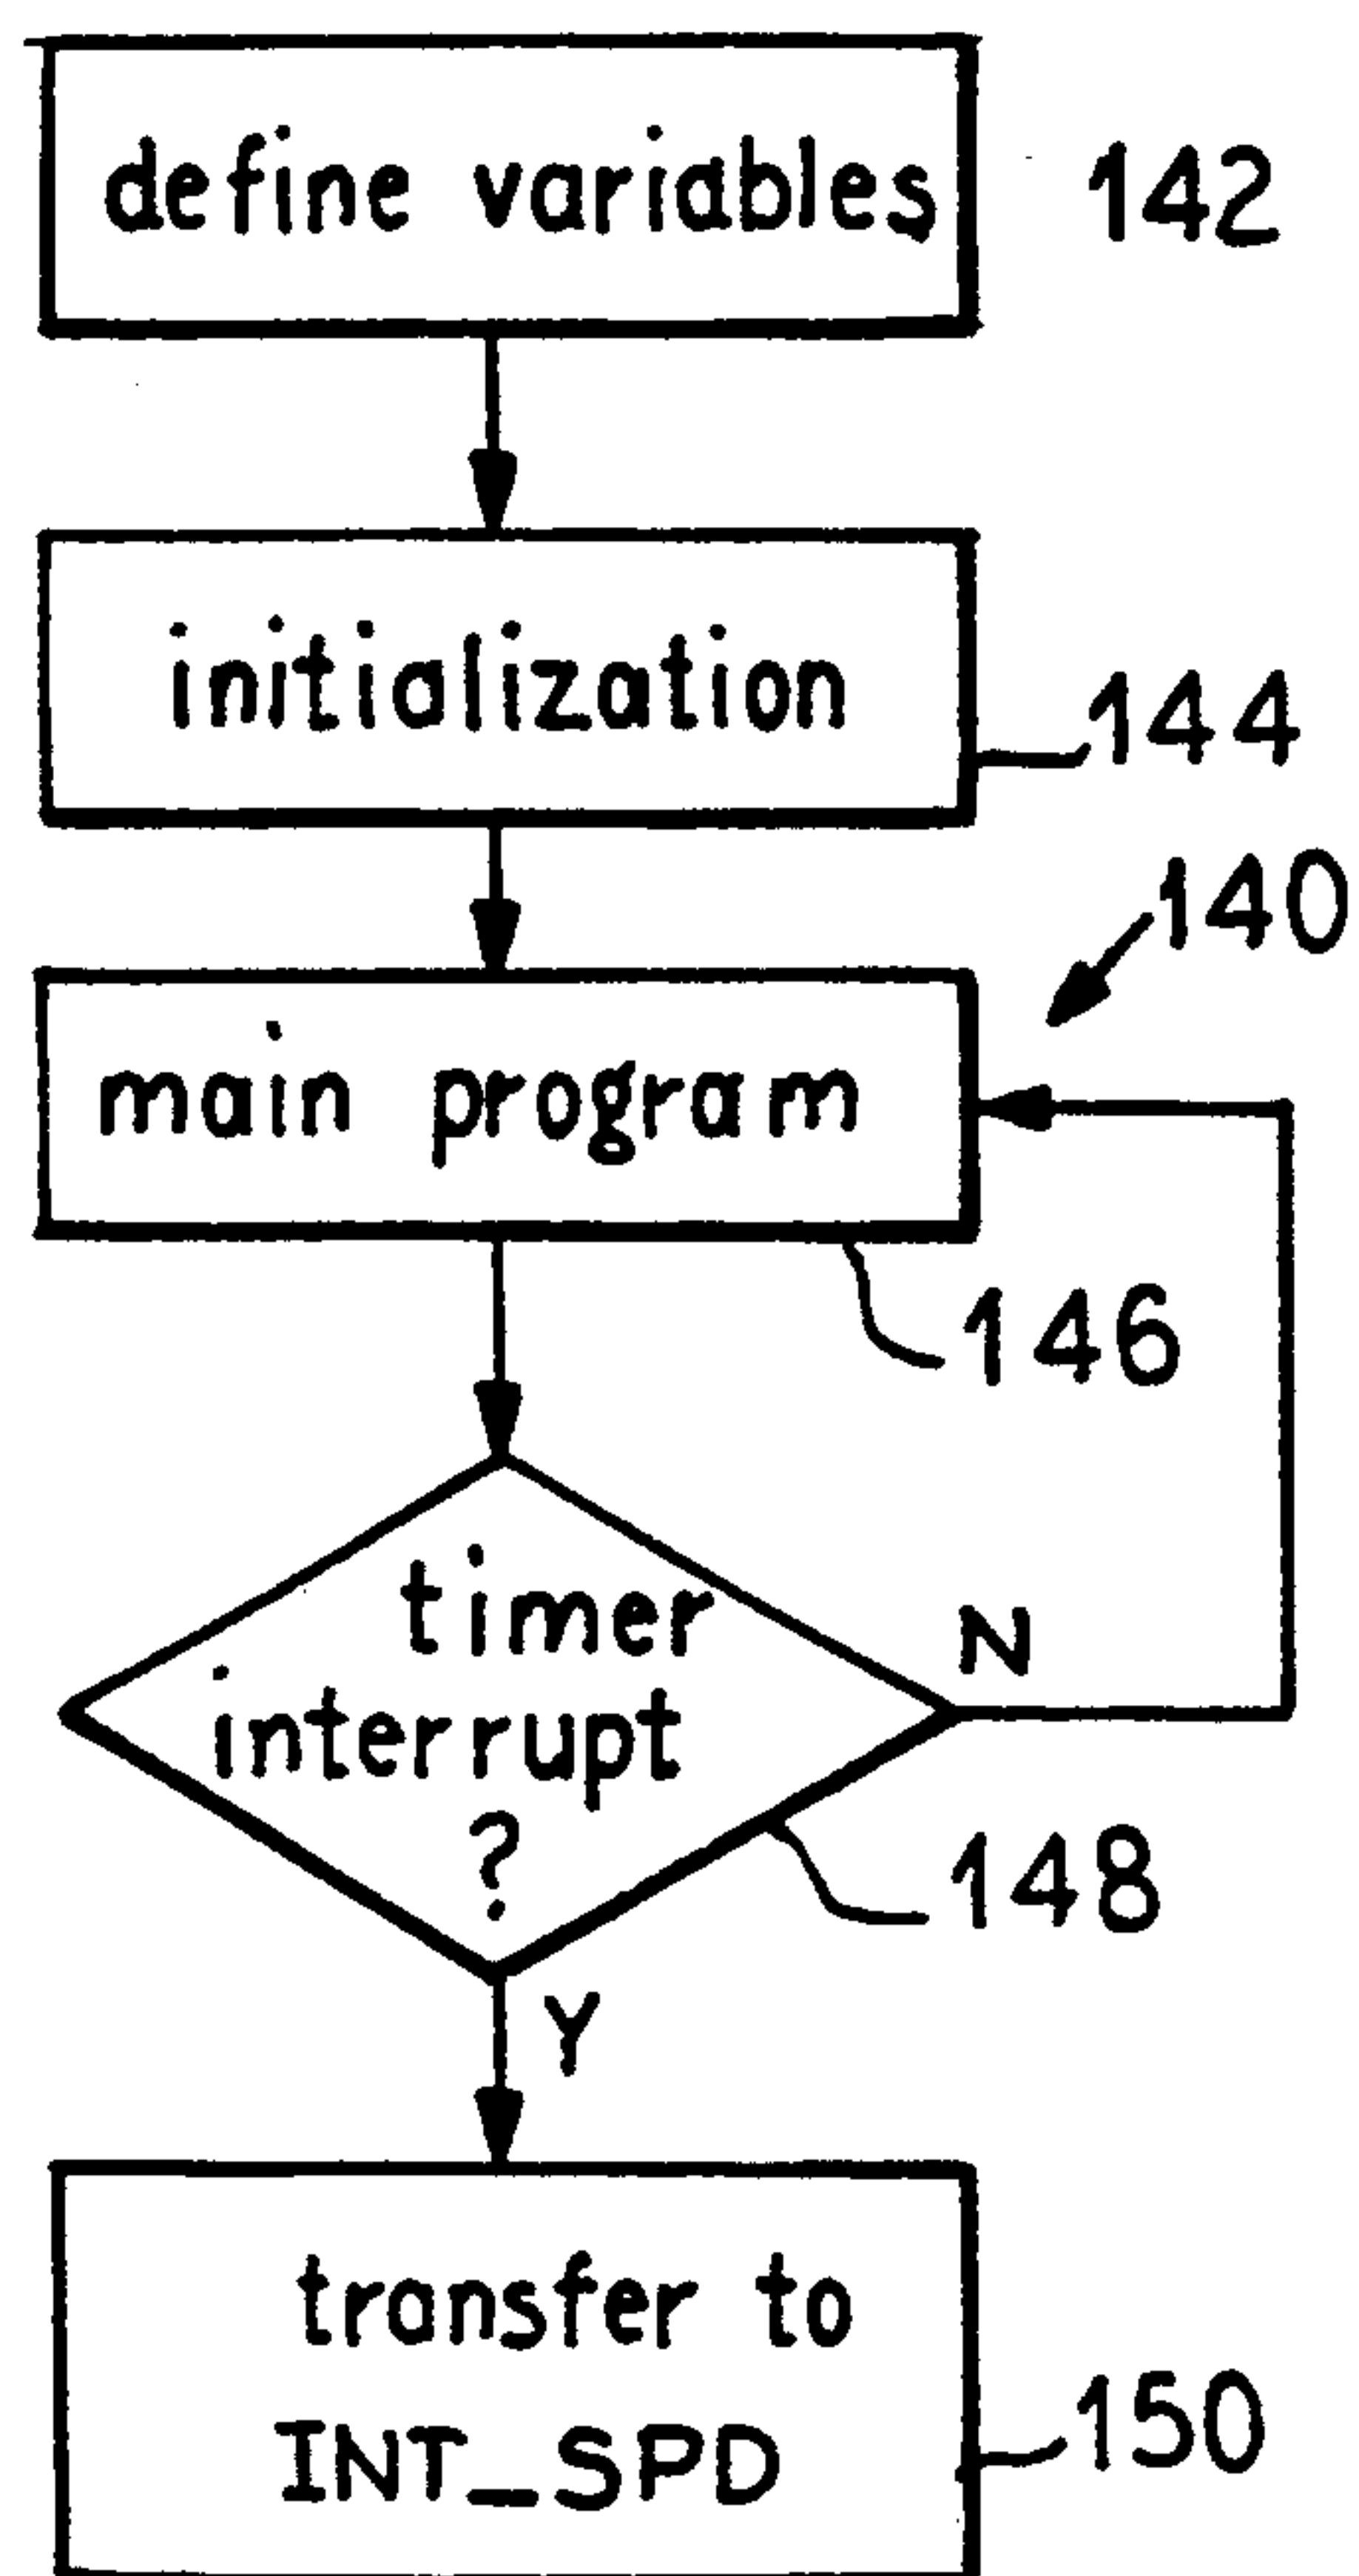 define variables
142
initialization
144
140
main program
146
timer
interrupt
?
N
148
Y
transfer to
INT_SPD
150